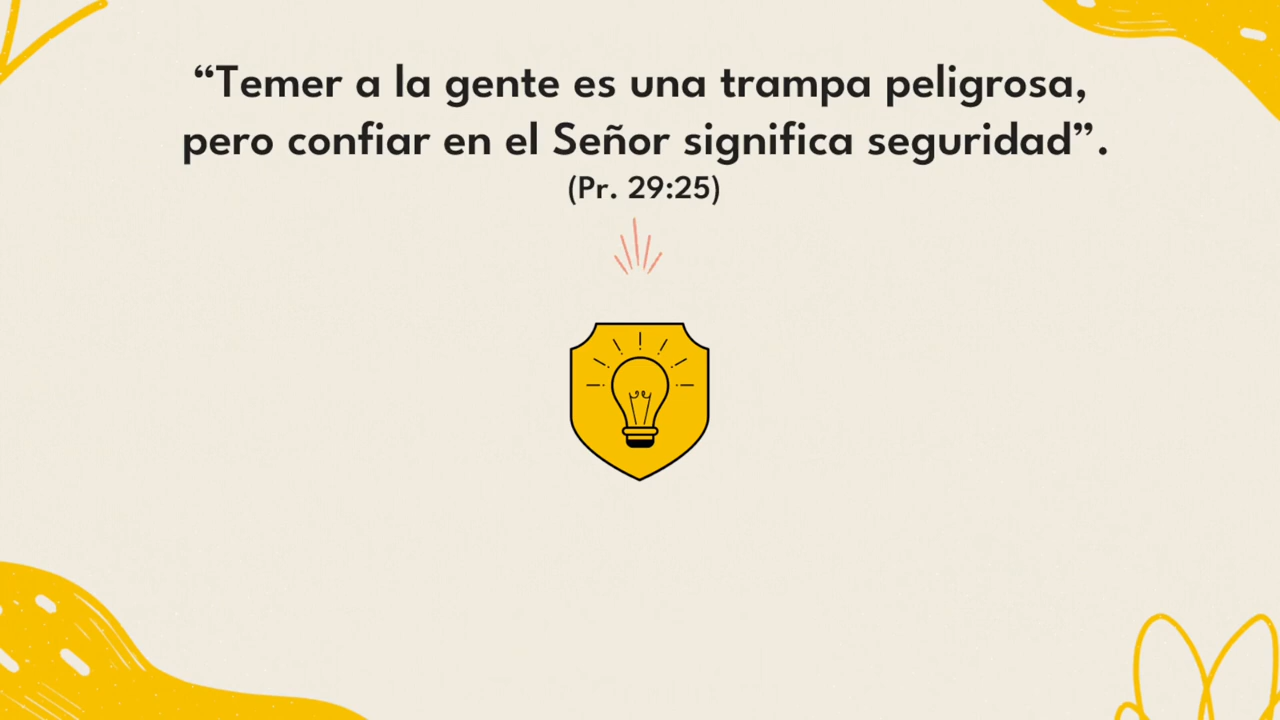 “Temer a la gente es una trampa peligrosa,
pero confiar en el Señor significa seguridad”.
(Pr. 29:25)